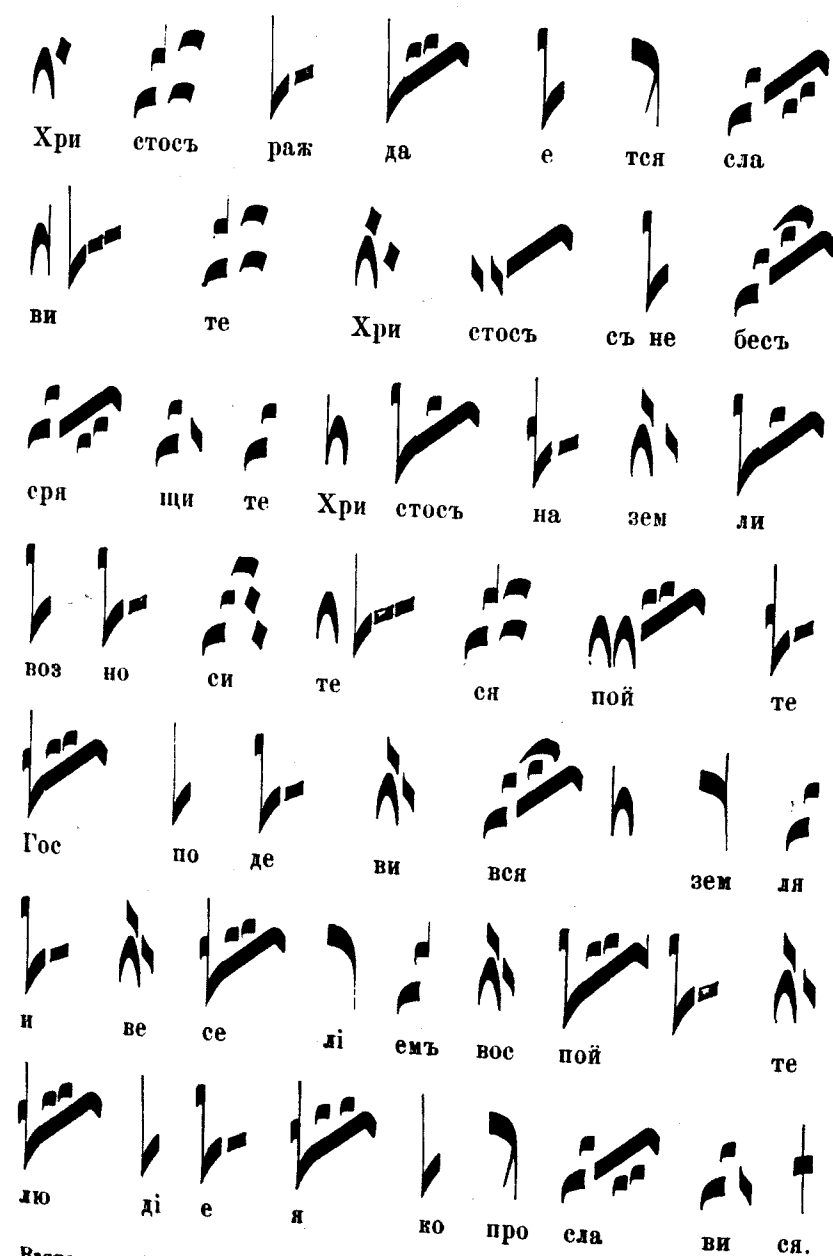 Хри стосъ раж да е тся сла
ви те Хри стосъ съ не бесъ
сря щи те Хри стосъ на зем ли
воз но си те ся пой те
Гос по де ви вся зем ля
и ве се лі емъ вос пой те
лю ді е я ко про сла ви ся.